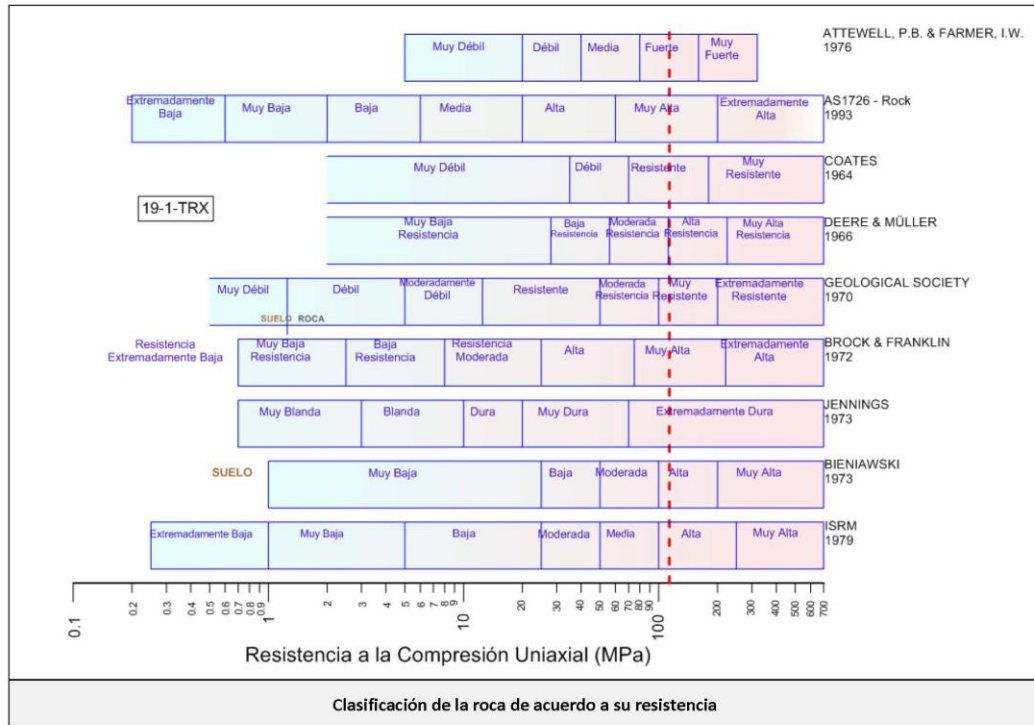 ATTEWELL, P.B. & FARMER, I.W.
1976
Muy Débil
Débil
Media
Fuerte
Muy
Fuerte
AS1726 - Rock
1993
Extremadamente
Baja
Muy Baja
Baja
Media
Alta
Muy Alta
Extremadamente
Alta
COATES
1964
Muy Débil
Débil
Resistente
Muy
Resistente
19-1-TRX
DEERE & MÜLLER
1966
Muy Baja
Resistencia
Baja
Resistencia
Moderada
Resistencia
Alta
Resistencia
Muy Alta
Resistencia
GEOLOGICAL SOCIETY
1970
Muy Débil
Débil
Moderadamente
Débil
Resistente
Moderada
Resistencia
Muy
Resistente
Extremadamente
Resistente
SUELO ROCA
BROCK & FRANKLIN
1972
Resistencia
Extremadamente Baja
Muy Baja
Resistencia
Baja
Resistencia
Resistencia
Moderada
Alta
Muy Alta
Extremadamente
Alta
JENNINGS
1973
Muy Blanda
Blanda
Dura
Muy Dura
Extremadamente Dura
BIENIAWSKI
1973
SUELO
Muy Baja
Baja
Moderada
Alta
Muy Alta
ISRM
1979
Extremadamente Baja
Muy Baja
Baja
Moderada
Media
Alta
Muy Alta
0.1 0.2 0.3 0.4 0.5 0.6 0.7 0.8 0.9 1 2 3 4 5 6 7 8 9 10 20 30 40 50 60 70 80 90 100 200 300 400 500 600 700
Resistencia a la Compresión Uniaxial (MPa)
Clasificación de la roca de acuerdo a su resistencia